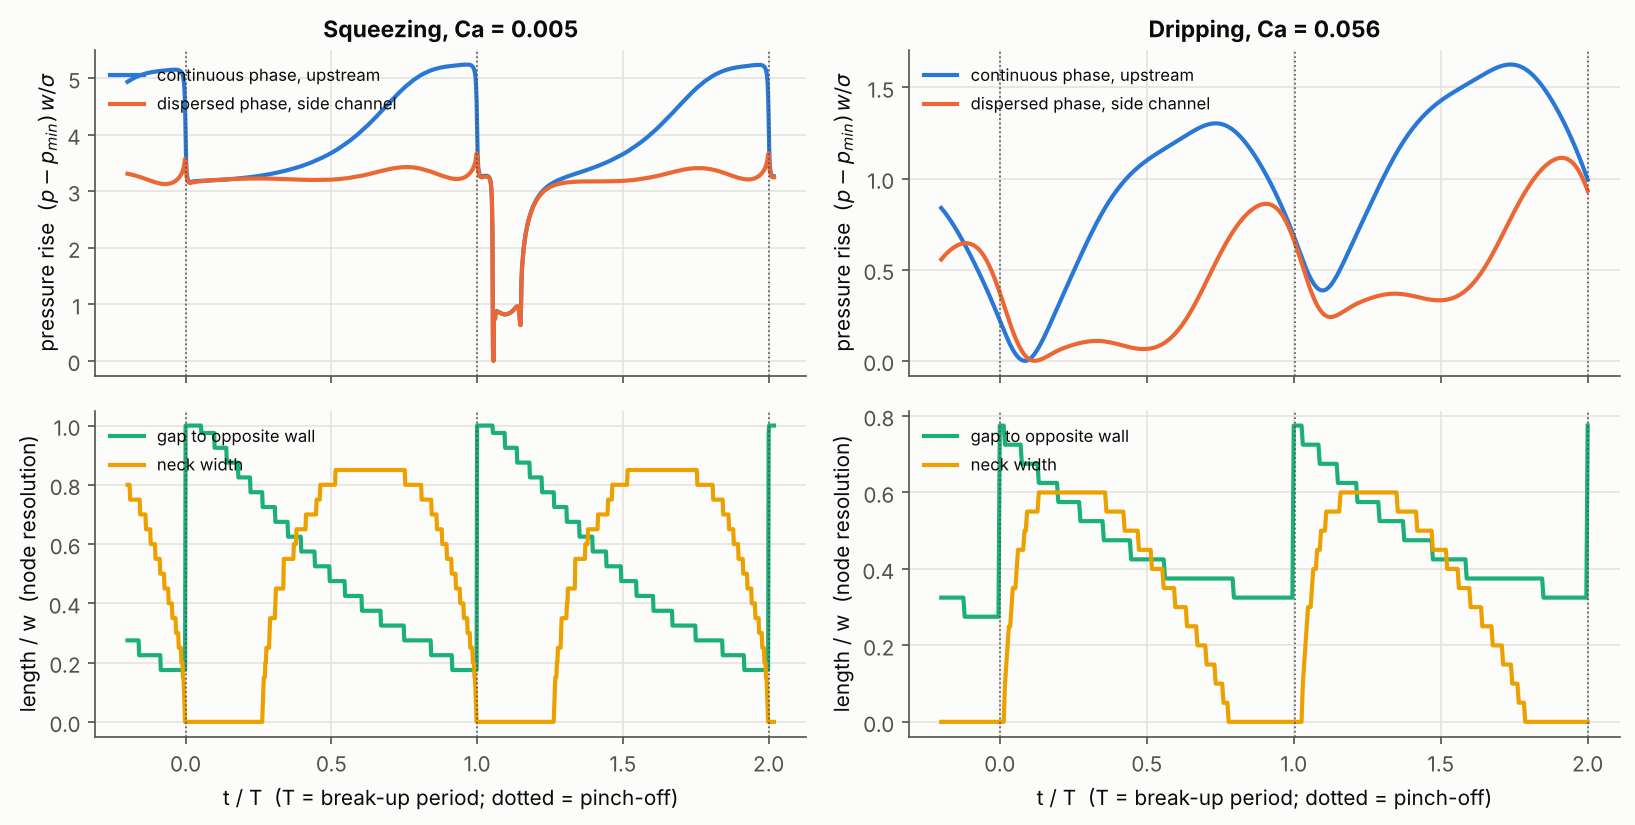 Squeezing, Ca = 0.005
continuous phase, upstream
dispersed phase, side channel
pressure rise (p − pmin) w/σ
5
4
3
2
1
0
Dripping, Ca = 0.056
continuous phase, upstream
dispersed phase, side channel
pressure rise (p − pmin) w/σ
1.5
1.0
0.5
0.0
gap to opposite wall
neck width
length / w (node resolution)
1.0
0.8
0.6
0.4
0.2
0.0
0.0 0.5 1.0 1.5 2.0
t / T (T = break-up period; dotted = pinch-off)
gap to opposite wall
neck width
length / w (node resolution)
0.8
0.6
0.4
0.2
0.0
0.0 0.5 1.0 1.5 2.0
t / T (T = break-up period; dotted = pinch-off)